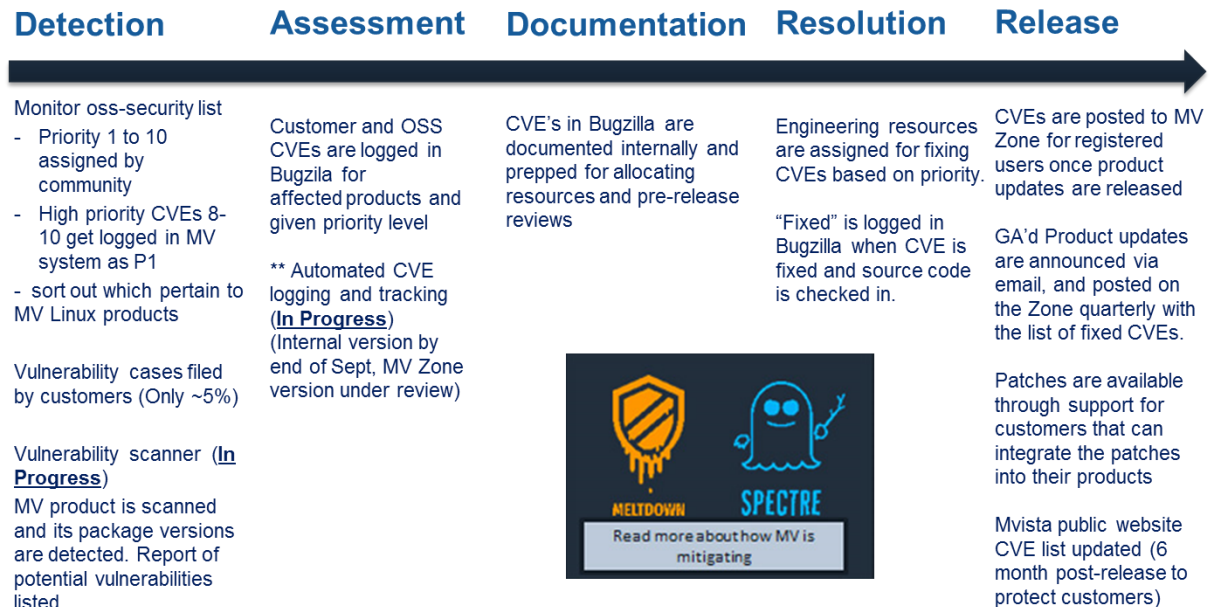 Detection
Assessment
Documentation
Resolution
Release
Monitor oss-security list
- Priority 1 to 10
assigned by
community
- High priority CVEs 8-
10 get logged in MV
system as P1
- sort out which pertain to
MV Linux products
Vulnerability cases filed
by customers (Only ~5%)
Vulnerability scanner (In
Progress)
MV product is scanned
and its package versions
are detected. Report of
potential vulnerabilities
listed
Customer and OSS
CVEs are logged in
Bugzila for
affected products and
given priority level
** Automated CVE
logging and tracking
(In Progress)
(Internal version by
end of Sept, MV Zone
version under review)
CVE's in Bugzilla are
documented internally and
prepped for allocating
resources and pre-release
reviews
MELTDOWN
SPECTRE
Read more about how MV is
mitigating
Engineering resources
are assigned for fixing
CVEs based on priority.
“Fixed” is logged in
Bugzilla when CVE is
fixed and source code
is checked in.
CVEs are posted to MV
Zone for registered
users once product
updates are released
GA’d Product updates
are announced via
email, and posted on
the Zone quarterly with
the list of fixed CVEs.
Patches are available
through support for
customers that can
integrate the patches
into their products
Mvista public website
CVE list updated (6
month post-release to
protect customers)